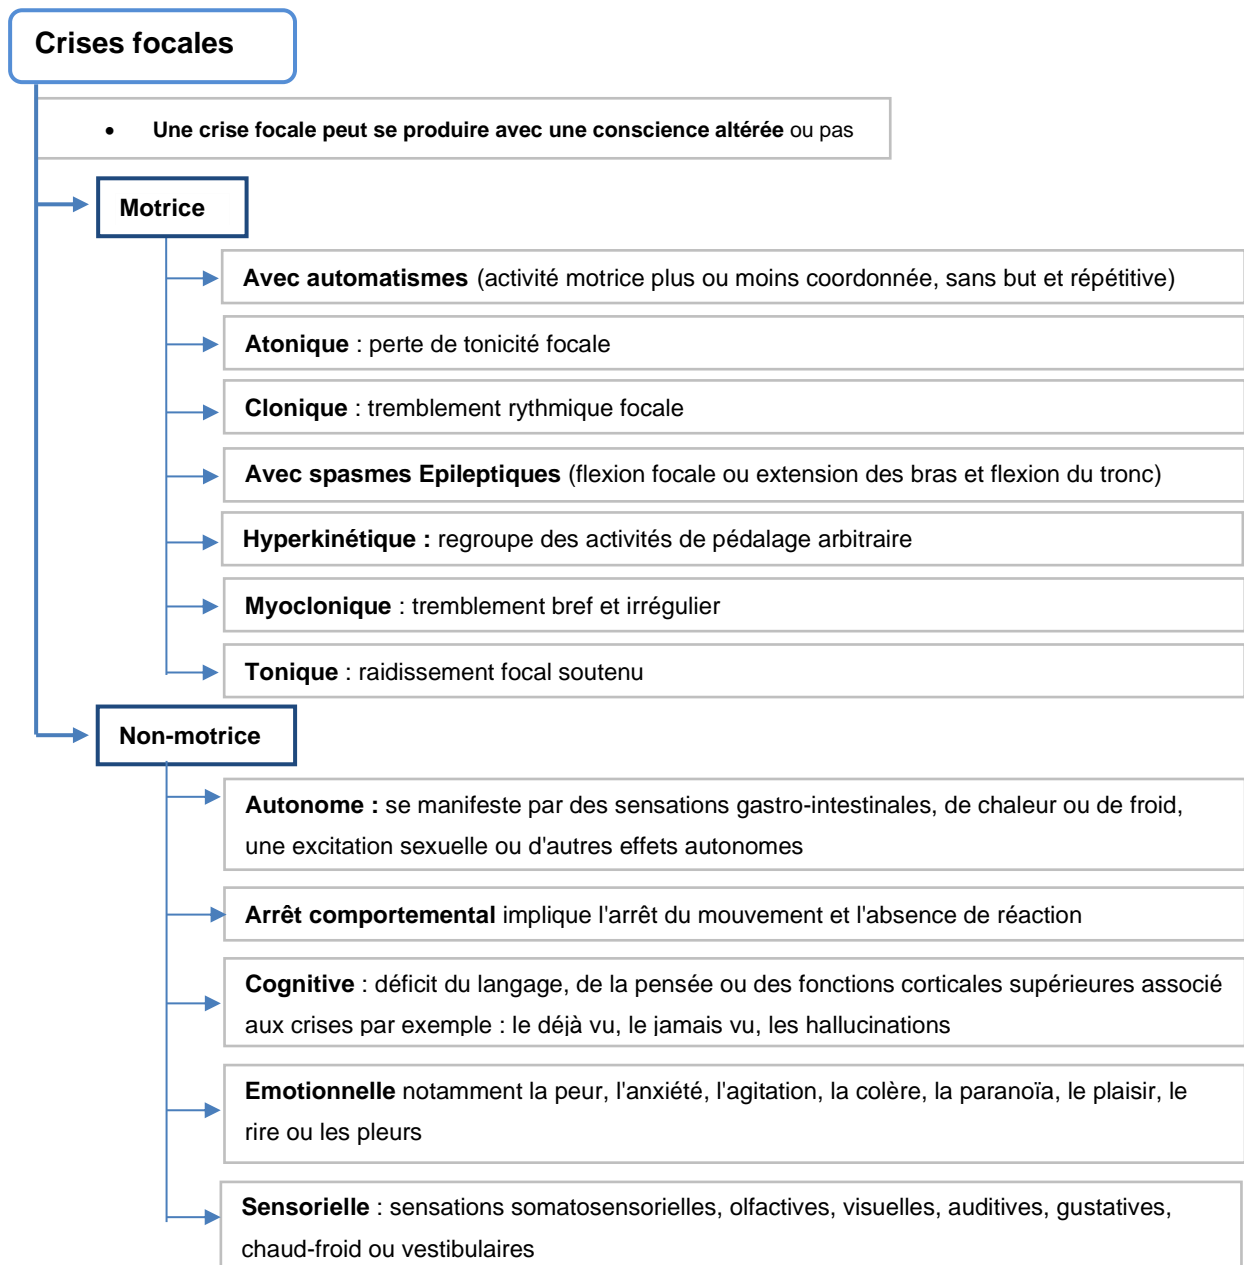 Crises focales
• Une crise focale peut se produire avec une conscience altérée ou pas
Motrice
Avec automatismes (activité motrice plus ou moins coordonnée, sans but et répétitive)
Atonique : perte de tonicité focale
Clonique : tremblement rythmique focale
Avec spasmes Epileptiques (flexion focale ou extension des bras et flexion du tronc)
Hyperkinétique : regroupe des activités de pédalage arbitraire
Myoclonique : tremblement bref et irrégulier
Tonique : raidissement focal soutenu
Non-motrice
Autonome : se manifeste par des sensations gastro-intestinales, de chaleur ou de froid,
une excitation sexuelle ou d'autres effets autonomes
Arrêt comportemental implique l'arrêt du mouvement et l'absence de réaction
Cognitive : déficit du langage, de la pensée ou des fonctions corticales supérieures associé
aux crises par exemple : le déjà vu, le jamais vu, les hallucinations
Emotionnelle notamment la peur, l'anxiété, l'agitation, la colère, la paranoïa, le plaisir, le
rire ou les pleurs
Sensorielle : sensations somatosensorielles, olfactives, visuelles, auditives, gustatives,
chaud-froid ou vestibulaires